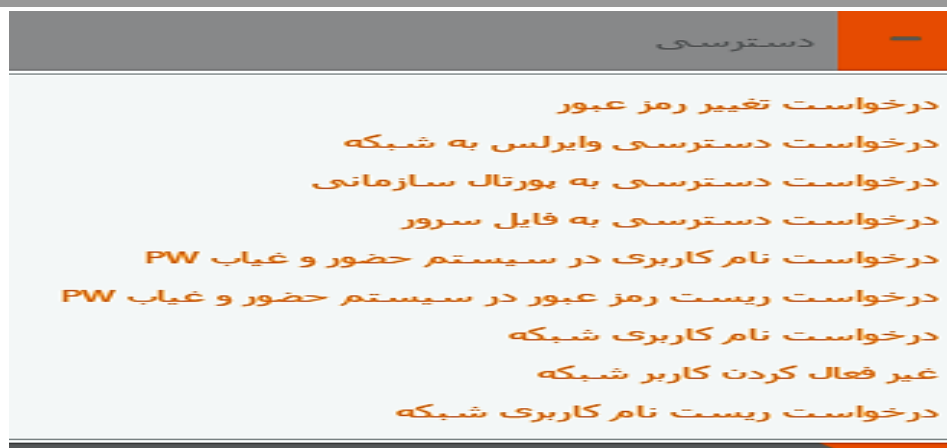 دسترسی
درخواست تغییر رمز عبور
درخواست دسترسی وایرلس به شبکه
درخواست دسترسی به پورتال سازمانی
درخواست دسترسی به فایل سرور
درخواست نام کاربری در سیستم حضور و غیاب PW
درخواست ریست رمز عبور در سیستم حضور و غیاب PW
درخواست نام کاربری شبکه
غیر فعال کردن کاربر شبکه
درخواست ریست نام کاربری شبکه